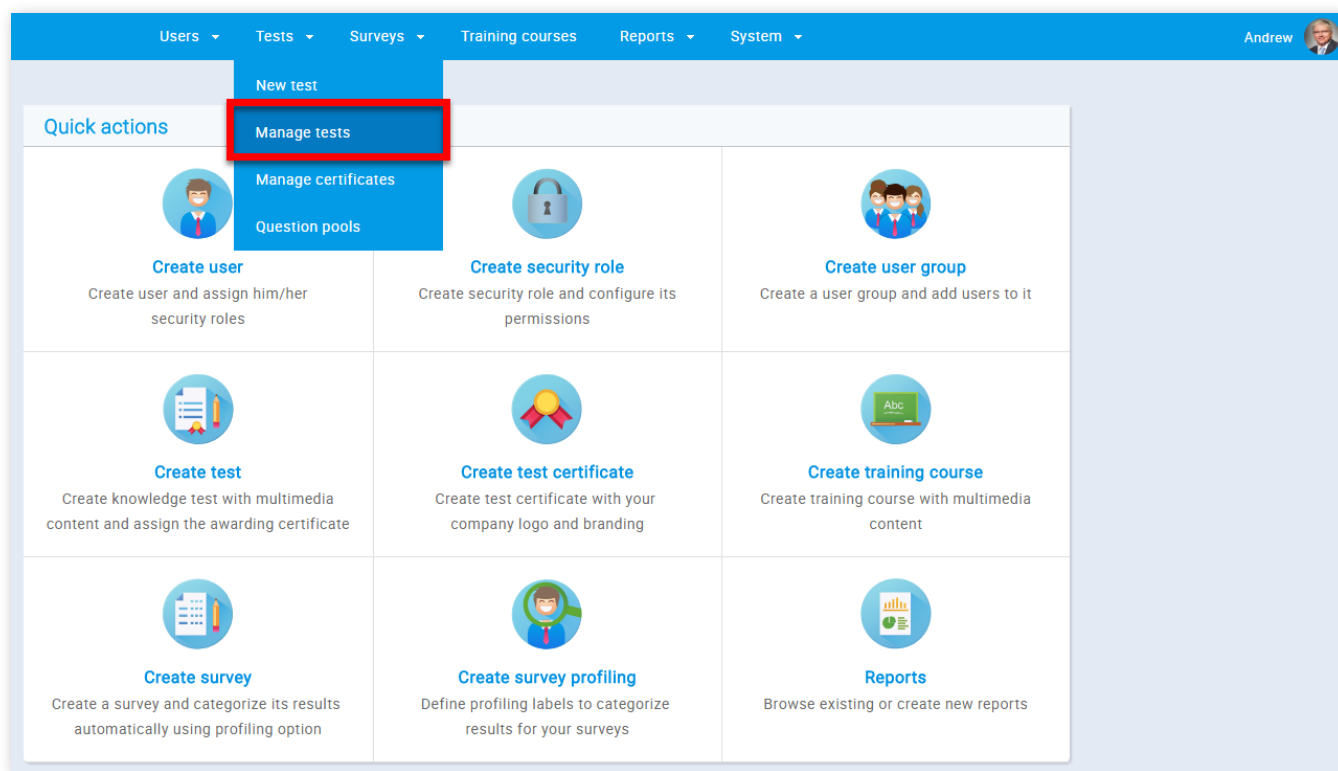 Users Tests Surveys Training courses Reports System Andrew
New test
Manage tests
Manage certificates
Question pools
Quick actions
Create user
Create user and assign him/her
security roles
Create security role
Create security role and configure its
permissions
Create user group
Create a user group and add users to it
Create test
Create knowledge test with multimedia
content and assign the awarding certificate
Create test certificate
Create test certificate with your
company logo and branding
Abc
Create training course
Create training course with multimedia
content
Create survey
Create a survey and categorize its results
automatically using profiling option
Create survey profiling
Define profiling labels to categorize
results for your surveys
Reports
Browse existing or create new reports